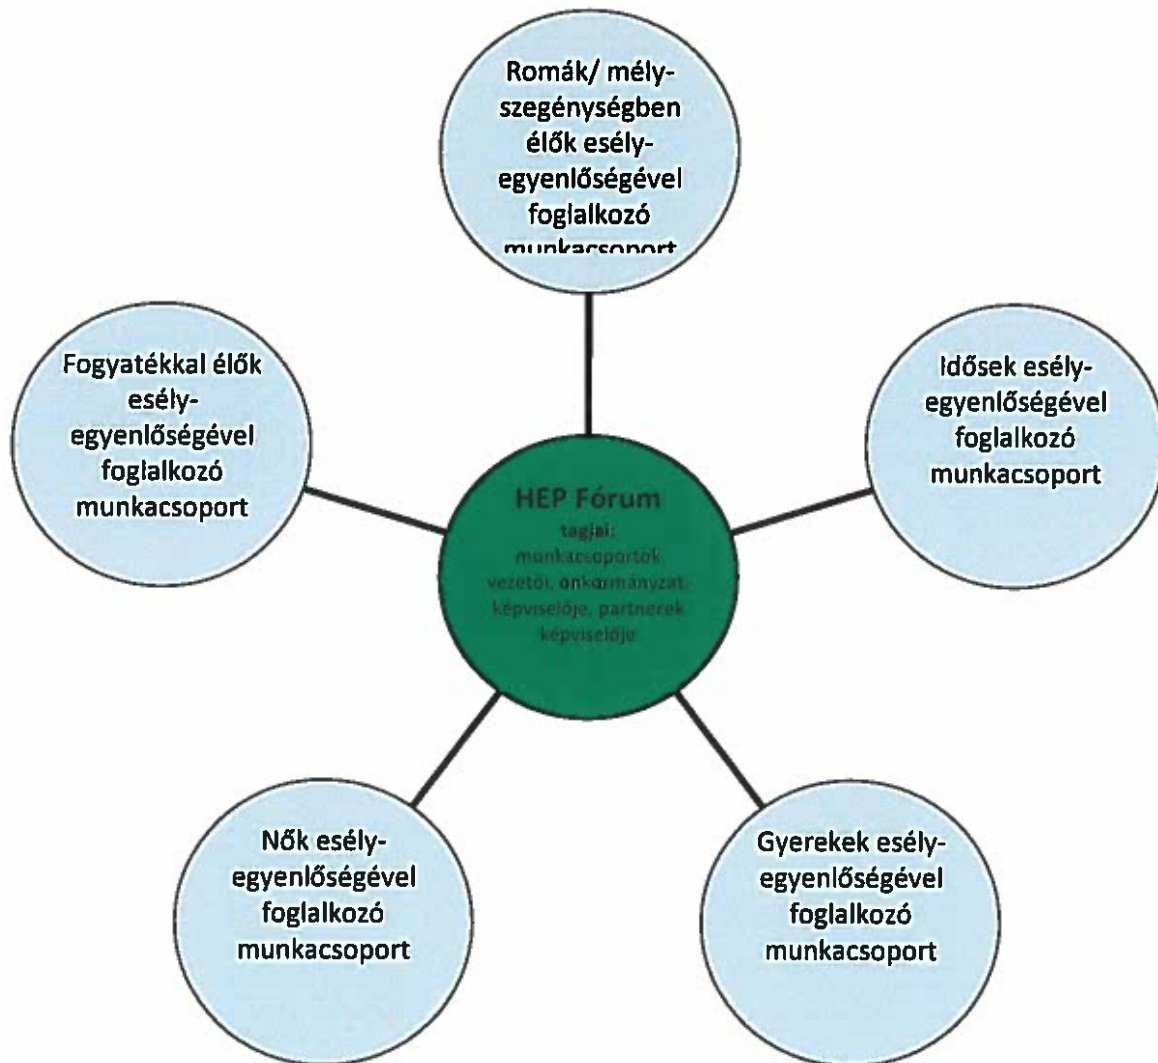 Romák/ mély-
szegénységben
élők esély-
egyenlőségével
foglalkozó
munkacsoport
Fogyatékkal élők
esély-
egyenlőségével
foglalkozó
munkacsoport
Idősek esély-
egyenlőségével
foglalkozó
munkacsoport
HEP Fórum
tagjai:
munkacsoportok
vezetői, önkormányzat,
képviselője, partnerek
képviselője
Nők esély-
egyenlőségével
foglalkozó
munkacsoport
Gyerekek esély-
egyenlőségével
foglalkozó
munkacsoport